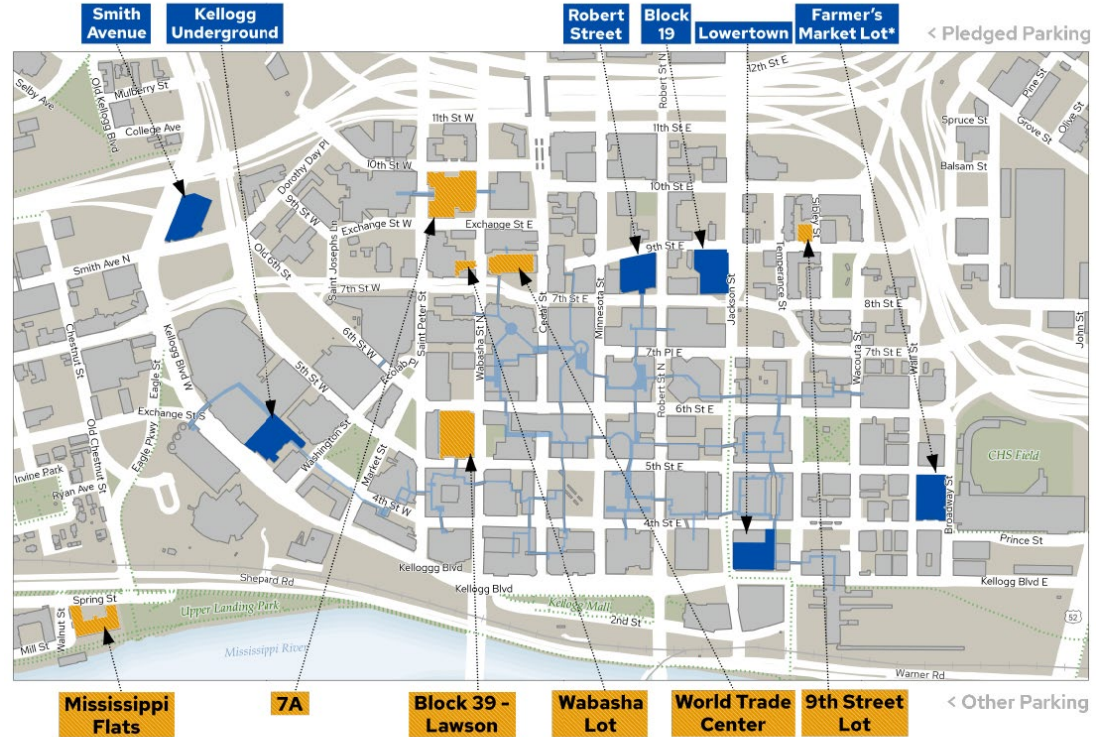 Smith
Avenue
Kellogg
Underground
Robert
Street
Block
19
Lowertown
Farmer's
Market Lot*
< Pledged Parking
12th St E
Selby Ave
Old Kellogg Blvd
Mulberry St
College Ave
Robert St N
Pine St
Grove St
Olive St
Spruce St
11th St W
11th St E
Dorothy Day Pl
10th St W
Balsam St
10th St E
9th St W
Exchange St W
Exchange St E
Sibley St
Saint Josephs Ln
Old 6th St
9th St E
Temperance St
Smith Ave N
7th St W
7th St E
Minnesota St
Jackson St
8th St E
Cedar St
Saint Peter St
Wabasha St N
John St
Chestnut St
Kellogg Blvd W
6th St W
7th Pl E
7th St E
Wacouta St
Wall St
Ecolab Pl
5th St W
Eagle St
Robert St N
6th St E
Exchange St S
Old Chestnut St
Eagle Pkwy
Washington St
Market St
CHS Field
Irvine Park
Ryan Ave
5th St E
4th St W
4th St E
Broadway St
Prince St
Kelloggg Blvd
Shepard Rd
Kellogg Blvd
Kellogg Blvd E
Spring St
Upper Landing Park
Kellogg Mall
2nd St
52
Walnut St
Mill St
Mississippi River
Warner Rd
Mississippi
Flats
7A
Block 39 -
Lawson
Wabasha
Lot
World Trade
Center
9th Street
Lot
< Other Parking